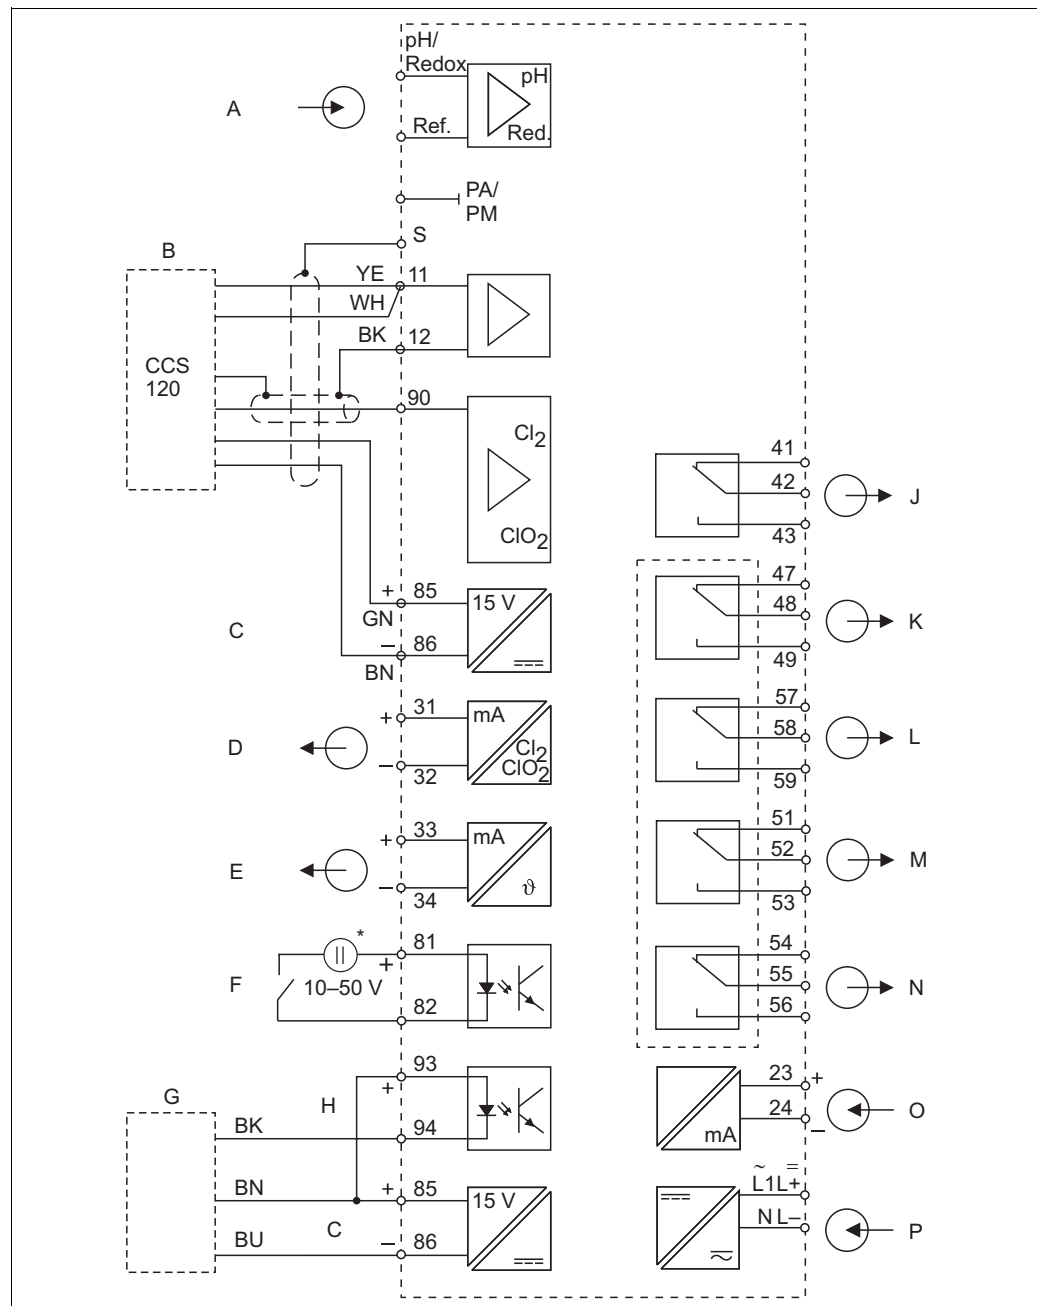 pH/
Redox
pH
A
Ref.
Red.
PA/
PM
S
B
YE 11
WH
BK 12
CCS
120
90
Cl2
ClO2
41
42
J
43
+ 85
15 V
GN
C
– 86
BN
47
48
K
49
31
+
mA
D
Cl2
ClO2
–
32
57
58
L
59
33
+
mA
E
ϑ
–
34
51
52
M
53
*
81
+
F
10–50 V
82
54
55
N
56
93
+
G
H
BK
94
23
+
O
24
–
mA
BN
+ 85
15 V
C
BU
– 86
~ =
L1L+
N L–
P